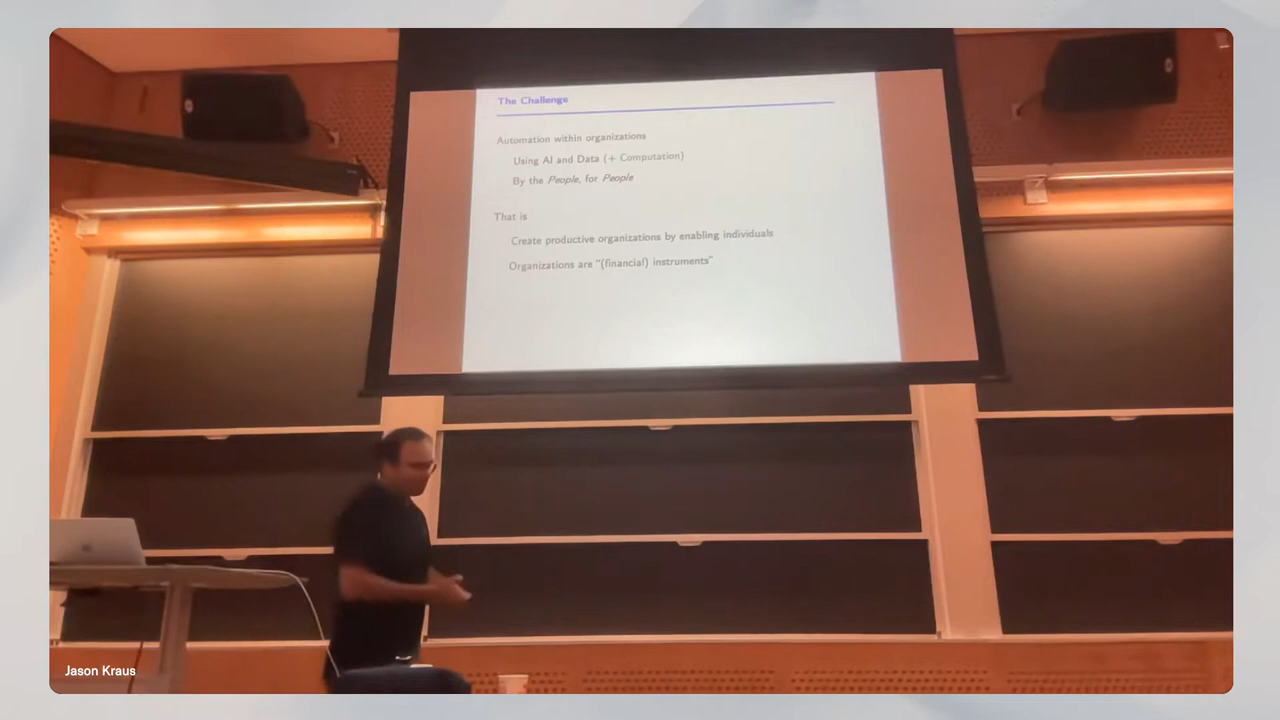 The Challenge
Automation within organizations
Using AI and Data (+ Computation)
By the People, for People
That is
Create productive organizations by enabling individuals
Organizations are "(financial) instruments"
Jason Kraus